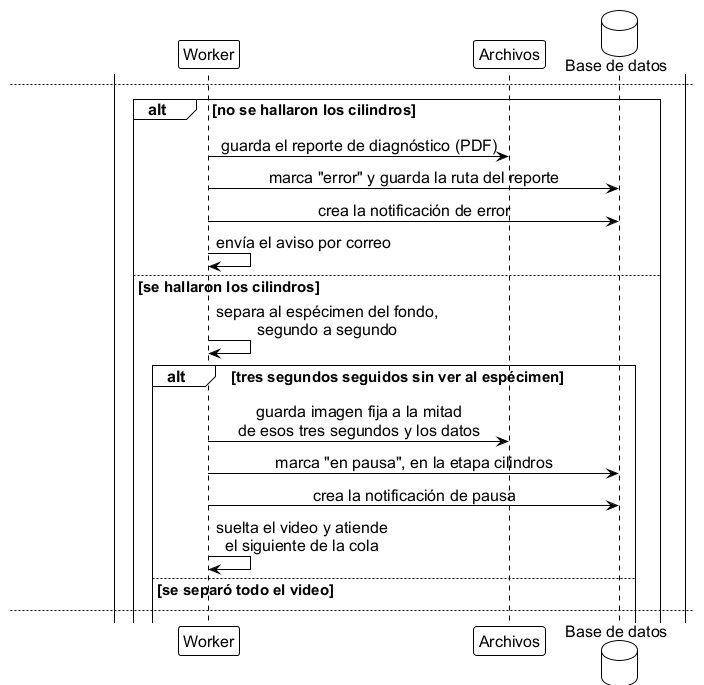 Worker
Archivos
Base de datos
alt
[no se hallaron los cilindros]
guarda el reporte de diagnóstico (PDF)
marca "error" y guarda la ruta del reporte
crea la notificación de error
envía el aviso por correo
[se hallaron los cilindros]
separa al espécimen del fondo,
segundo a segundo
alt
[tres segundos seguidos sin ver al espécimen]
guarda imagen fija a la mitad
de esos tres segundos y los datos
marca "en pausa", en la etapa cilindros
crea la notificación de pausa
suelta el video y atiende
el siguiente de la cola
[se separó todo el video]
Worker
Archivos
Base de datos